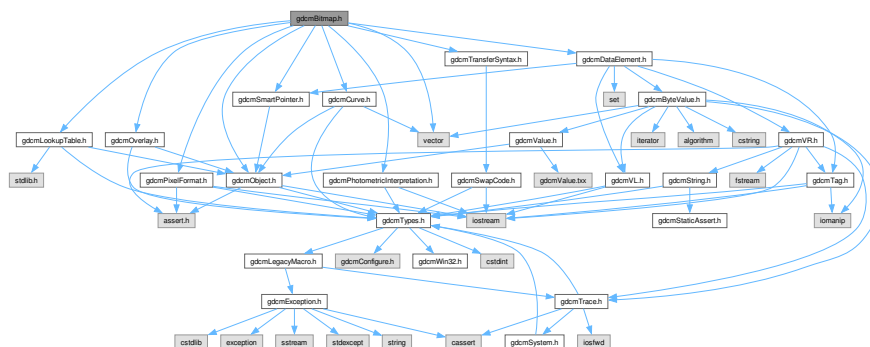 gdcmBitmap.h
gdcmTransferSyntax.h
gdcmDataElement.h
gdcmSmartPointer.h
gdcmCurve.h
set
gdcmByteValue.h
gdcmLookupTable.h
gdcmOverlay.h
vector
gdcmValue.h
iterator
algorithm
cstring
gdcmVR.h
stdlib.h
gdcmPixelFormat.h
gdcmObject.h
gdcmPhotometricInterpretation.h
gdcmSwapCode.h
gdcmValue.txx
gdcmVL.h
gdcmString.h
fstream
gdcmTag.h
assert.h
gdcmTypes.h
iostream
gdcmStaticAssert.h
iomanip
gdcmLegacyMacro.h
gdcmConfigure.h
gdcmWin32.h
cstdint
gdcmException.h
gdcmTrace.h
cstdlib
exception
sstream
stdexcept
string
cassert
gdcmSystem.h
iosfwd